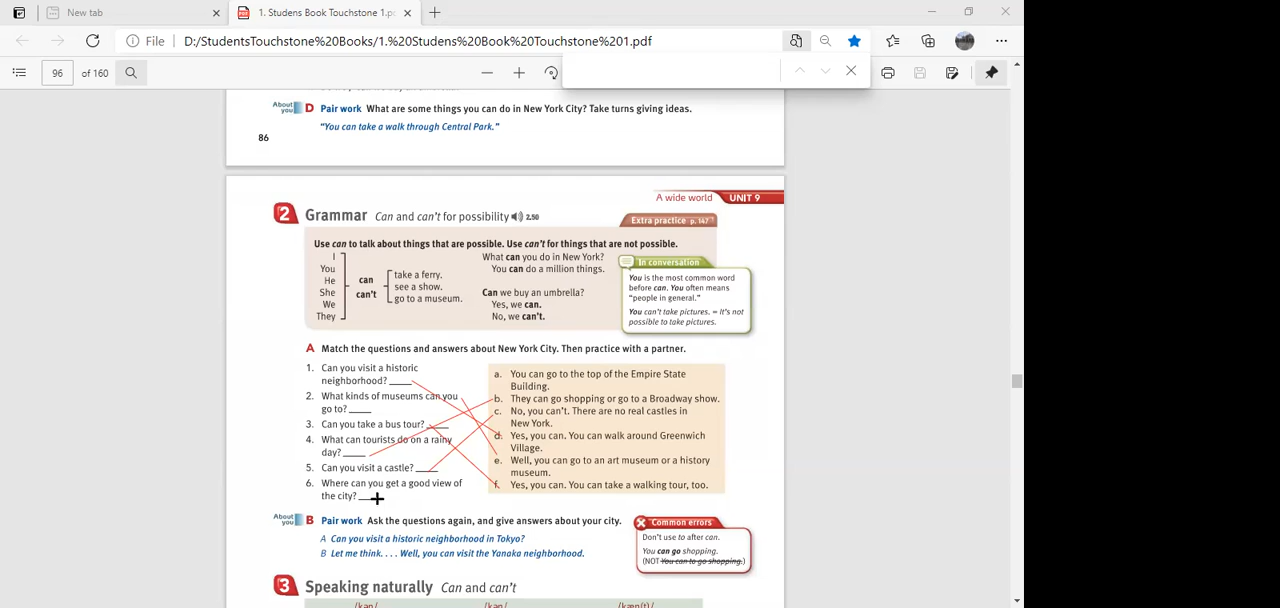 New tab
1. Studens Book Touchstone 1.pc
File
D:/StudentsTouchstone%20Books/1.%20Studens%20Book%20Touchstone%201.pdf
96 of 160
About you D Pair work What are some things you can do in New York City? Take turns giving ideas.
"You can take a walk through Central Park."
86
A wide world UNIT 9
2 Grammar Can and can't for possibility 2.50
Extra practice p. 147
Use can to talk about things that are possible. Use can't for things that are not possible.
I
You
He
She
We
They
can
can't
take a ferry.
see a show.
go to a museum.
What can you do in New York?
You can do a million things.
Can we buy an umbrella?
Yes, we can.
No, we can't.
In conversation
You is the most common word
before can. You often means
"people in general."
You can't take pictures. = It's not
possible to take pictures.
A Match the questions and answers about New York City. Then practice with a partner.
1. Can you visit a historic
neighborhood? ____
2. What kinds of museums can you
go to? ____
3. Can you take a bus tour? ____
4. What can tourists do on a rainy
day? ____
5. Can you visit a castle? ____
6. Where can you get a good view of
the city? ____
a. You can go to the top of the Empire State
Building.
b. They can go shopping or go to a Broadway show.
c. No, you can't. There are no real castles in
New York.
d. Yes, you can. You can walk around Greenwich
Village.
e. Well, you can go to an art museum or a history
museum.
f. Yes, you can. You can take a walking tour, too.
About you B Pair work Ask the questions again, and give answers about your city.
A Can you visit a historic neighborhood in Tokyo?
B Let me think. . . . Well, you can visit the Yanaka neighborhood.
Common errors
Don't use to after can.
You can go shopping.
(NOT You can to go shopping.)
3 Speaking naturally Can and can't